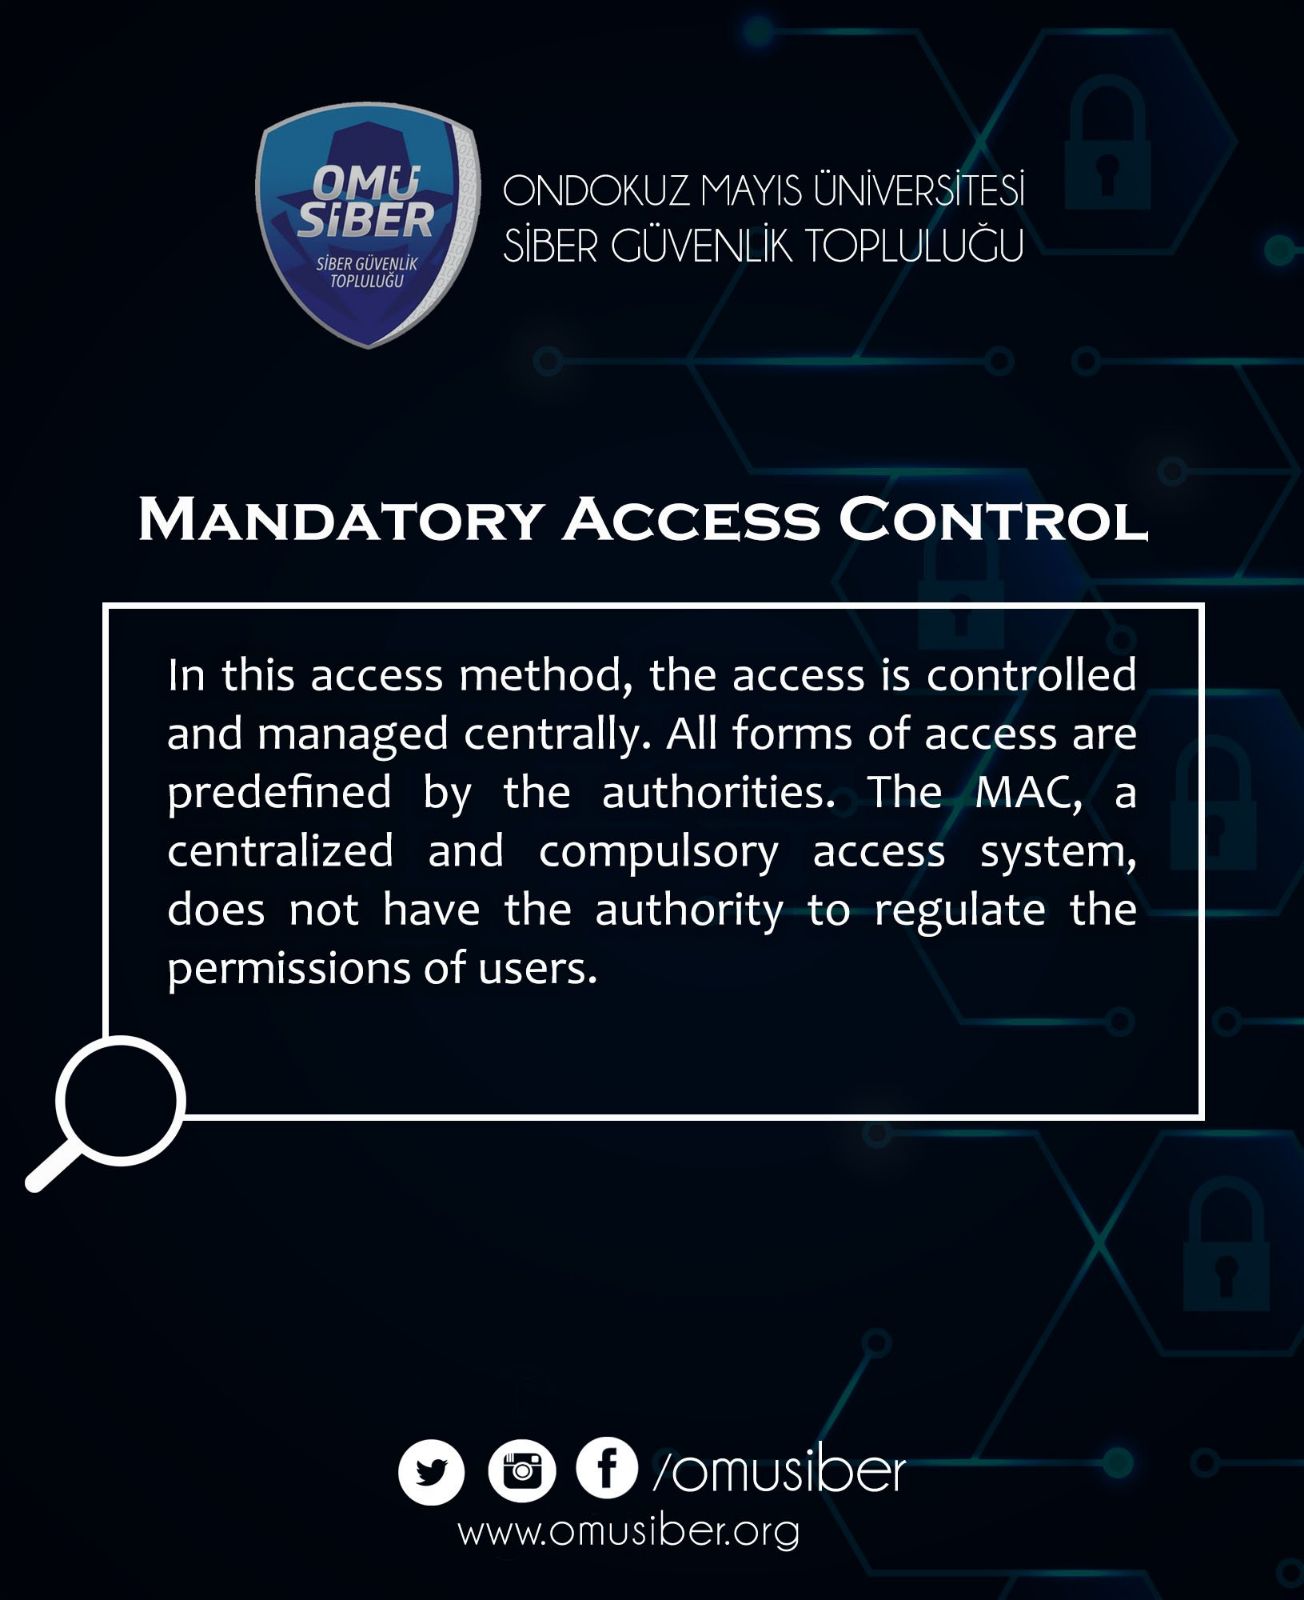 OMÜ
SİBER
SİBER GÜVENLİK
TOPLULUĞU
ONDOKUZ MAYIS ÜNİVERSİTESİ
SİBER GÜVENLİK TOPLULUĞU
MANDATORY ACCESS CONTROL
In this access method, the access is controlled
and managed centrally. All forms of access are
predefined by the authorities. The MAC, a
centralized and compulsory access system,
does not have the authority to regulate the
permissions of users.
/omusiber
www.omusiber.org